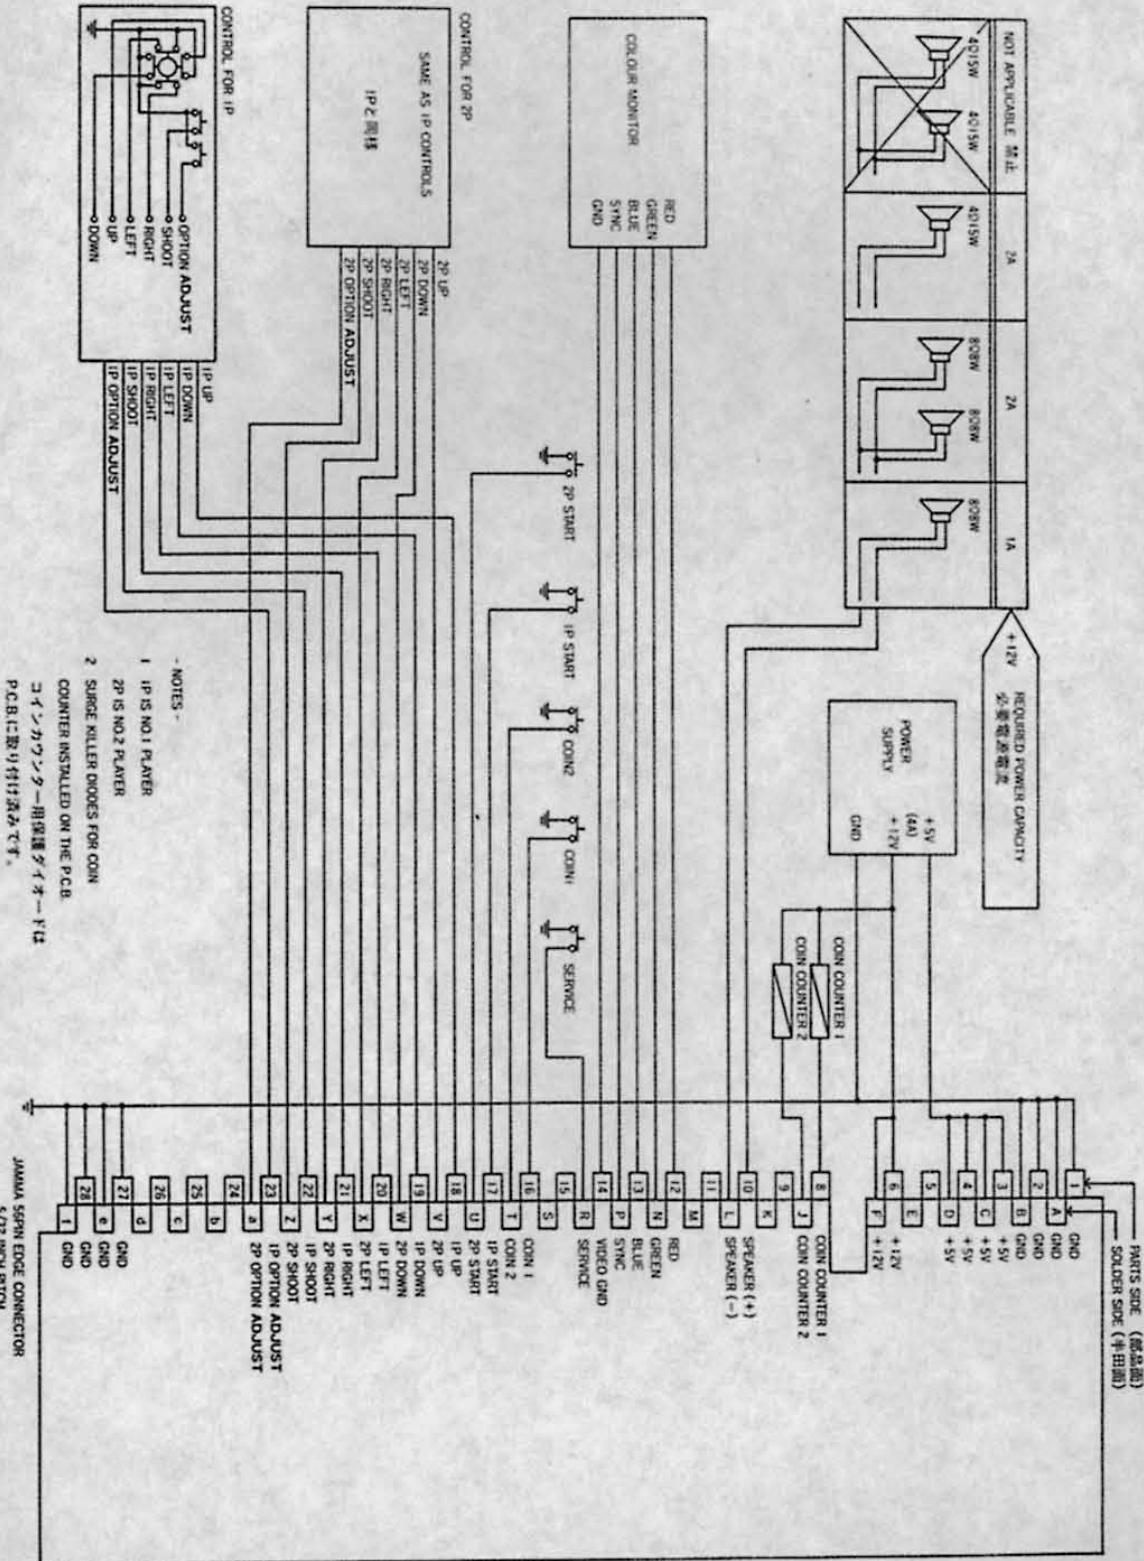 NOT APPLICABLE 禁止
4Ω15W
4Ω15W
2A
4Ω15W
2A
8Ω8W
8Ω8W
1A
8Ω8W
+12V
REQUIRED POWER CAPACITY
必要電源電流
POWER
SUPPLY
+5V
(4A)
+12V
GND
COIN COUNTER 1
COIN COUNTER 2
COLOUR MONITOR
RED
GREEN
BLUE
SYNC
GND
2P START
1P START
COIN2
COIN1
SERVICE
CONTROL FOR 2P
SAME AS 1P CONTROLS
1Pと同様
2P UP
2P DOWN
2P LEFT
2P RIGHT
2P SHOOT
2P OPTION ADJUST
CONTROL FOR 1P
OPTION ADJUST
SHOOT
RIGHT
LEFT
UP
DOWN
1P UP
1P DOWN
1P LEFT
1P RIGHT
1P SHOOT
1P OPTION ADJUST
- NOTES -
1 1P IS NO.1 PLAYER
2P IS NO.2 PLAYER
2 SURGE KILLER DIODES FOR COIN
COUNTER INSTALLED ON THE P.C.B.
コインカウンター用保護ダイオードは
P.C.B.に取り付け済みです。
PARTS SIDE (部品面)
SOLDER SIDE (半田面)
1 GND
A GND
2 GND
B GND
3 +5V
C +5V
4 +5V
D +5V
5
E
6 +12V
F +12V
8 COIN COUNTER 1
J COIN COUNTER 2
9
K
10 SPEAKER (+)
L SPEAKER (-)
11
M
12 RED
N GREEN
13 BLUE
P SYNC
14 VIDEO GND
R SERVICE
15
S
16 COIN 1
T COIN 2
17 1P START
U 2P START
18 1P UP
V 2P UP
19 1P DOWN
W 2P DOWN
20 1P LEFT
X 2P LEFT
21 1P RIGHT
Y 2P RIGHT
22 1P SHOOT
Z 2P SHOOT
23 1P OPTION ADJUST
a 2P OPTION ADJUST
24
b
25
c
26
d
27 GND
e GND
28 GND
f GND
JAMMA 56PIN EDGE CONNECTOR